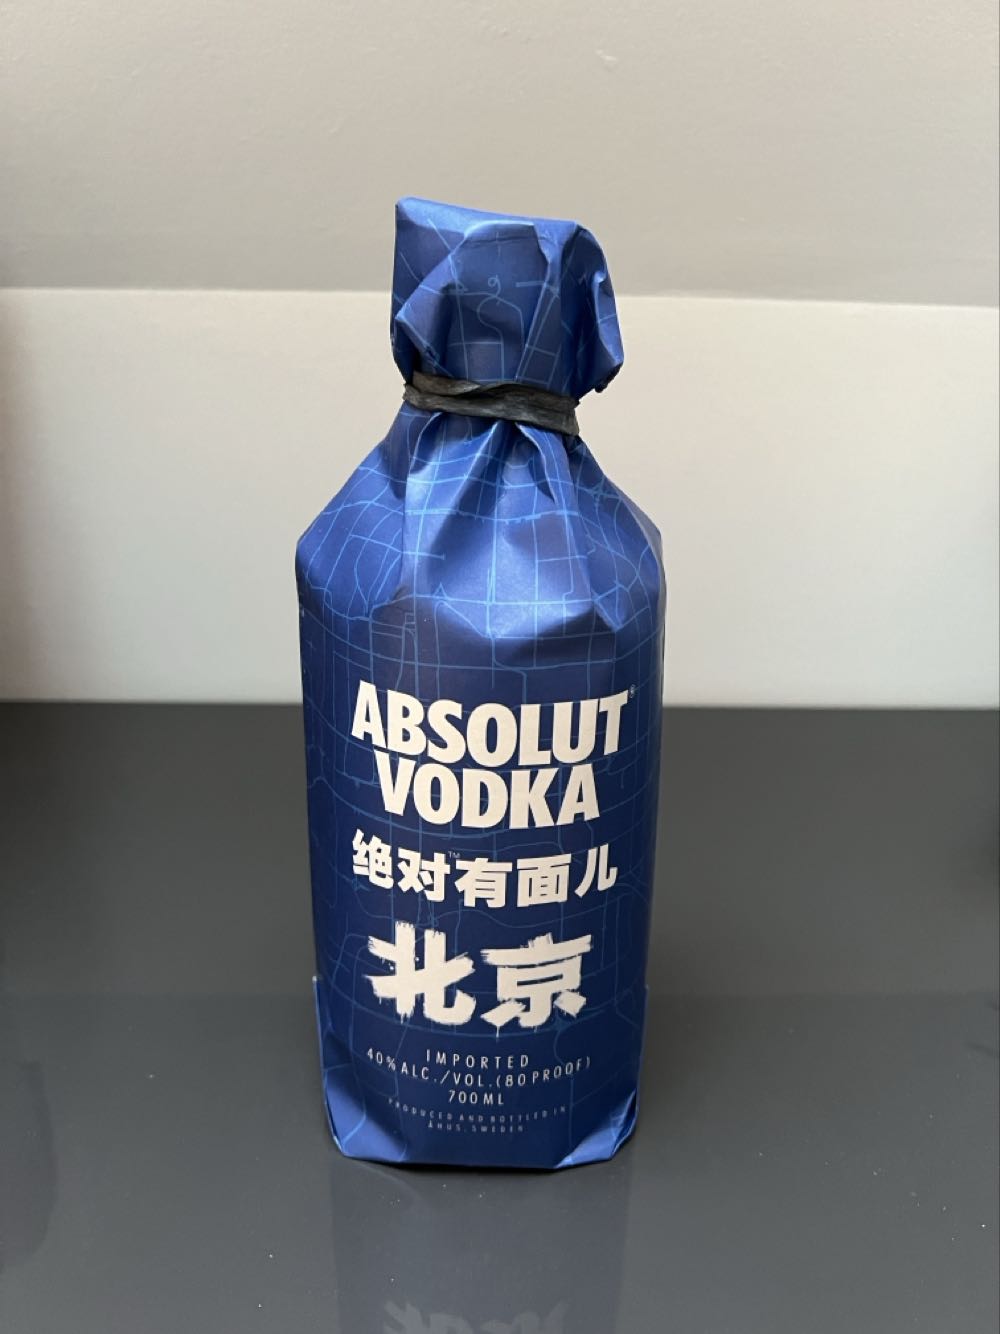 ABSOLUT®
VODKA
绝对™有面儿
北京
IMPORTED
40% ALC./VOL.(80 PROOF)
700ML
PRODUCED AND BOTTLED IN
ÅHUS, SWEDEN